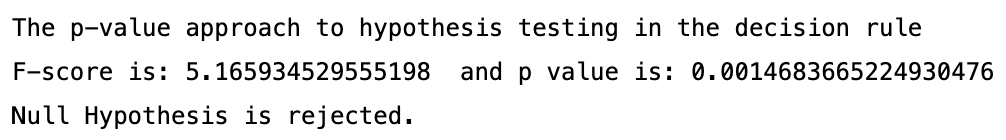 The p-value approach to hypothesis testing in the decision rule
F-score is: 5.165934529555198  and p value is: 0.0014683665224930476
Null Hypothesis is rejected.